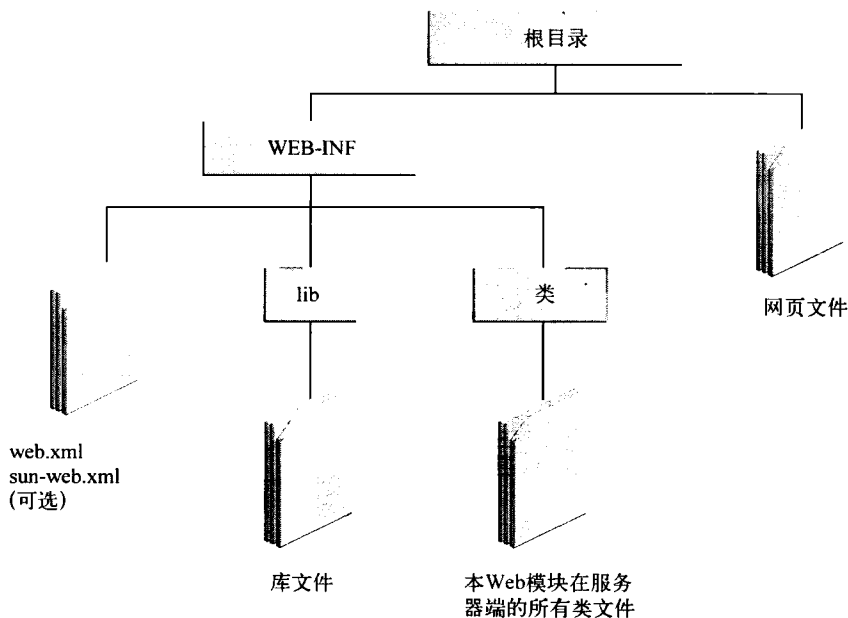 根目录
WEB-INF
lib
类
网页文件
web.xml
sun-web.xml
(可选)
库文件
本Web模块在服务
器端的所有类文件